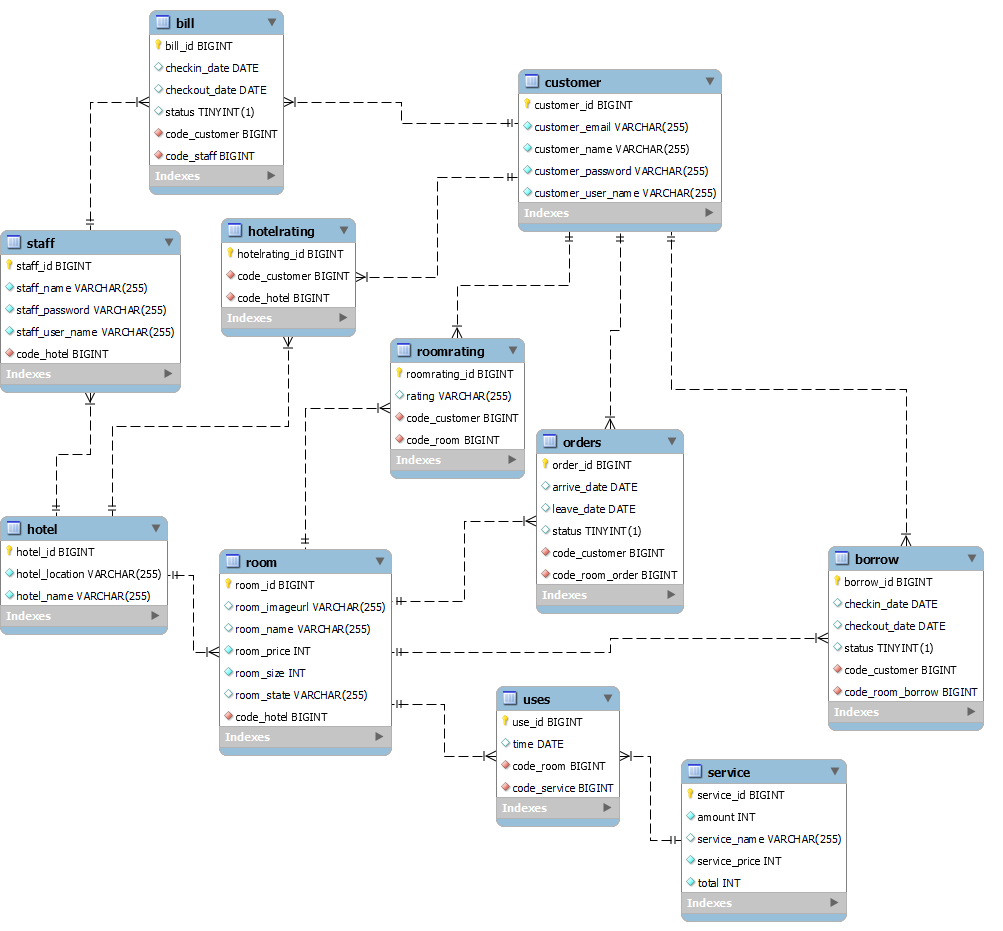 bill
bill_id BIGINT
checkin_date DATE
checkout_date DATE
status TINYINT(1)
code_customer BIGINT
code_staff BIGINT
Indexes
customer
customer_id BIGINT
customer_email VARCHAR(255)
customer_name VARCHAR(255)
customer_password VARCHAR(255)
customer_user_name VARCHAR(255)
Indexes
staff
staff_id BIGINT
staff_name VARCHAR(255)
staff_password VARCHAR(255)
staff_user_name VARCHAR(255)
code_hotel BIGINT
Indexes
hotelrating
hotelrating_id BIGINT
code_customer BIGINT
code_hotel BIGINT
Indexes
roomrating
roomrating_id BIGINT
rating VARCHAR(255)
code_customer BIGINT
code_room BIGINT
Indexes
orders
order_id BIGINT
arrive_date DATE
leave_date DATE
status TINYINT(1)
code_customer BIGINT
code_room_order BIGINT
Indexes
hotel
hotel_id BIGINT
hotel_location VARCHAR(255)
hotel_name VARCHAR(255)
Indexes
room
room_id BIGINT
room_imageurl VARCHAR(255)
room_name VARCHAR(255)
room_price INT
room_size INT
room_state VARCHAR(255)
code_hotel BIGINT
Indexes
borrow
borrow_id BIGINT
checkin_date DATE
checkout_date DATE
status TINYINT(1)
code_customer BIGINT
code_room_borrow BIGINT
Indexes
uses
use_id BIGINT
time DATE
code_room BIGINT
code_service BIGINT
Indexes
service
service_id BIGINT
amount INT
service_name VARCHAR(255)
service_price INT
total INT
Indexes